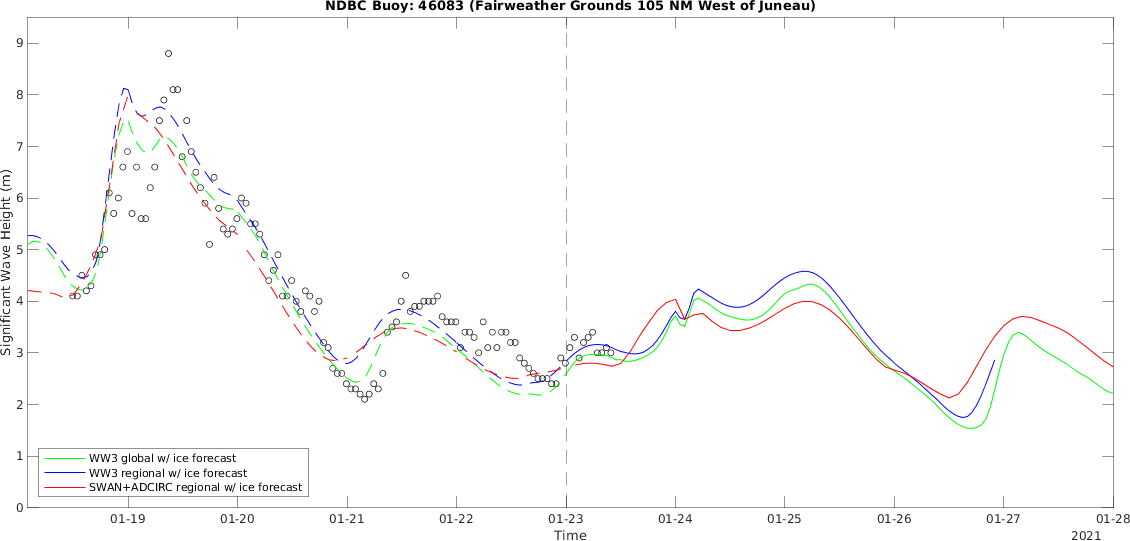 NDBC Buoy: 46083 (Fairweather Grounds 105 NM West of Juneau)
Significant Wave Height (m)
9
8
7
6
5
4
3
2
1
0
WW3 global w/ ice forecast
WW3 regional w/ ice forecast
SWAN+ADCIRC regional w/ ice forecast
01-19 01-20 01-21 01-22 01-23 01-24 01-25 01-26 01-27 01-28
Time
2021